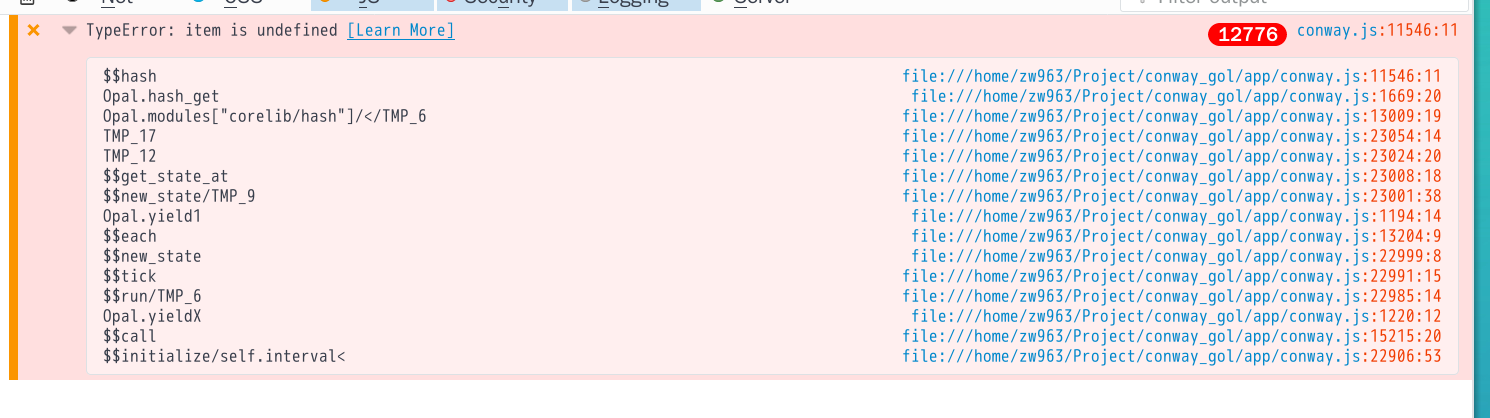 TypeError: item is undefined [Learn More] 12776 conway.js:11546:11
$$hash file:///home/zw963/Project/conway_gol/app/conway.js:11546:11
Opal.hash_get file:///home/zw963/Project/conway_gol/app/conway.js:1669:20
Opal.modules["corelib/hash"]/</TMP_6 file:///home/zw963/Project/conway_gol/app/conway.js:13009:19
TMP_17 file:///home/zw963/Project/conway_gol/app/conway.js:23054:14
TMP_12 file:///home/zw963/Project/conway_gol/app/conway.js:23024:20
$$get_state_at file:///home/zw963/Project/conway_gol/app/conway.js:23008:18
$$new_state/TMP_9 file:///home/zw963/Project/conway_gol/app/conway.js:23001:38
Opal.yield1 file:///home/zw963/Project/conway_gol/app/conway.js:1194:14
$$each file:///home/zw963/Project/conway_gol/app/conway.js:13204:9
$$new_state file:///home/zw963/Project/conway_gol/app/conway.js:22999:8
$$tick file:///home/zw963/Project/conway_gol/app/conway.js:22991:15
$$run/TMP_6 file:///home/zw963/Project/conway_gol/app/conway.js:22985:14
Opal.yieldX file:///home/zw963/Project/conway_gol/app/conway.js:1220:12
$$call file:///home/zw963/Project/conway_gol/app/conway.js:15215:20
$$initialize/self.interval< file:///home/zw963/Project/conway_gol/app/conway.js:22906:53